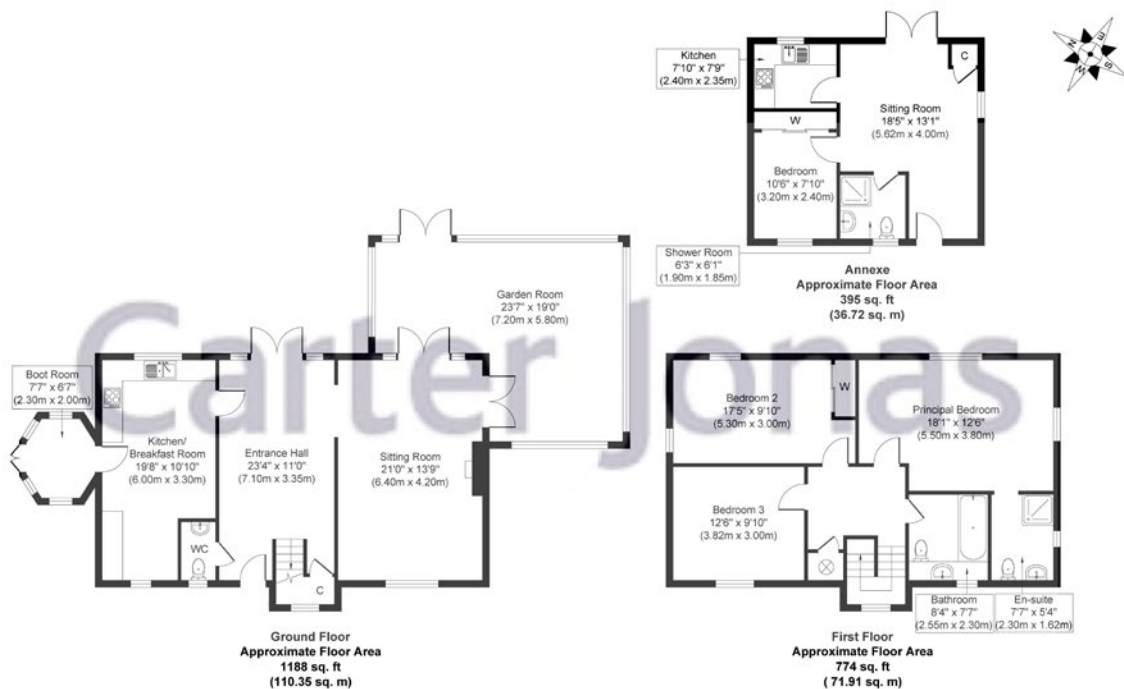 Kitchen
7'10" x 7'9"
(2.40m x 2.35m)
C
N
E
S
W
Sitting Room
18'5" x 13'1"
(5.62m x 4.00m)
W
Bedroom
10'6" x 7'10"
(3.20m x 2.40m)
Shower Room
6'3" x 6'1"
(1.90m x 1.85m)
Annexe
Approximate Floor Area
395 sq. ft
(36.72 sq. m)
Garden Room
23'7" x 19'0"
(7.20m x 5.80m)
Carter Jonas
Boot Room
7'7" x 6'7"
(2.30m x 2.00m)
Kitchen/
Breakfast Room
19'8" x 10'10"
(6.00m x 3.30m)
Entrance Hall
23'4" x 11'0"
(7.10m x 3.35m)
Sitting Room
21'0" x 13'9"
(6.40m x 4.20m)
WC
C
Ground Floor
Approximate Floor Area
1188 sq. ft
(110.35 sq. m)
W
Bedroom 2
17'5" x 9'10"
(5.30m x 3.00m)
Principal Bedroom
18'1" x 12'6"
(5.50m x 3.80m)
Bedroom 3
12'6" x 9'10"
(3.82m x 3.00m)
Bathroom
8'4" x 7'7"
(2.55m x 2.30m)
En-suite
7'7" x 5'4"
(2.30m x 1.62m)
First Floor
Approximate Floor Area
774 sq. ft
( 71.91 sq. m)